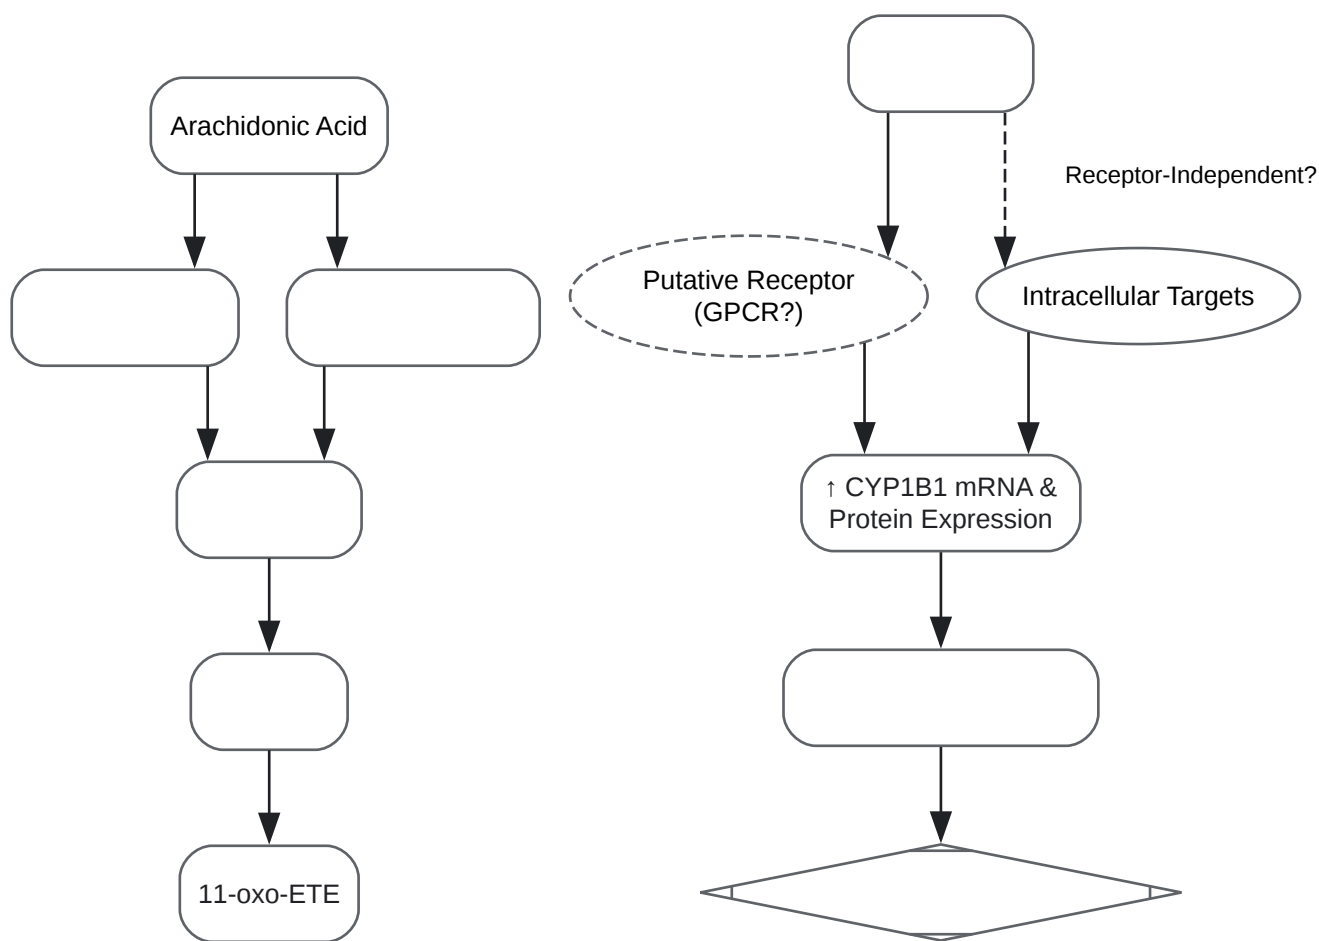 Arachidonic Acid
Receptor-Independent?
Putative Receptor
(GPCR?)
Intracellular Targets
↑ CYP1B1 mRNA &
Protein Expression
11-oxo-ETE